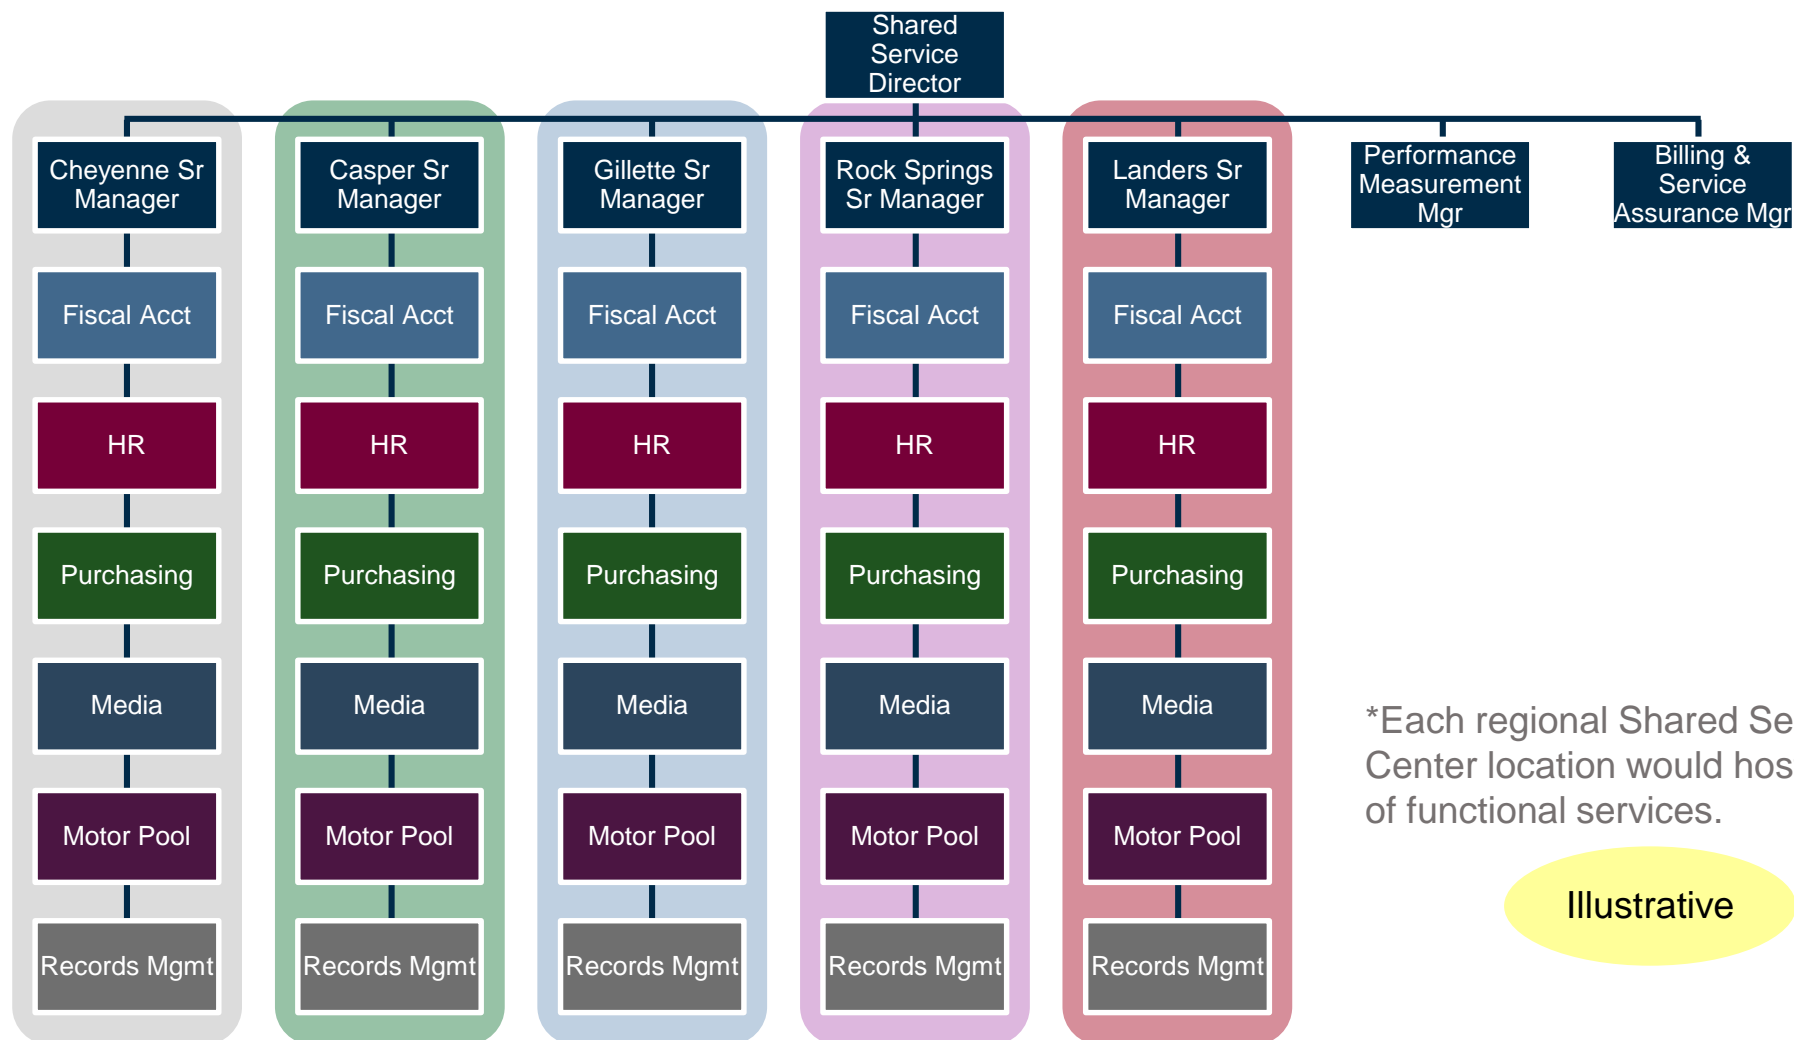 Shared
Service
Director
Cheyenne Sr
Manager
Casper Sr
Manager
Gillette Sr
Manager
Rock Springs
Sr Manager
Landers Sr
Manager
Performance
Measurement
Mgr
Billing &
Service
Assurance Mgr
Fiscal Acct
Fiscal Acct
Fiscal Acct
Fiscal Acct
Fiscal Acct
HR
HR
HR
HR
HR
Purchasing
Purchasing
Purchasing
Purchasing
Purchasing
Media
Media
Media
Media
Media
*Each regional Shared Se
Center location would hos
of functional services.
Motor Pool
Motor Pool
Motor Pool
Motor Pool
Motor Pool
Illustrative
Records Mgmt
Records Mgmt
Records Mgmt
Records Mgmt
Records Mgmt